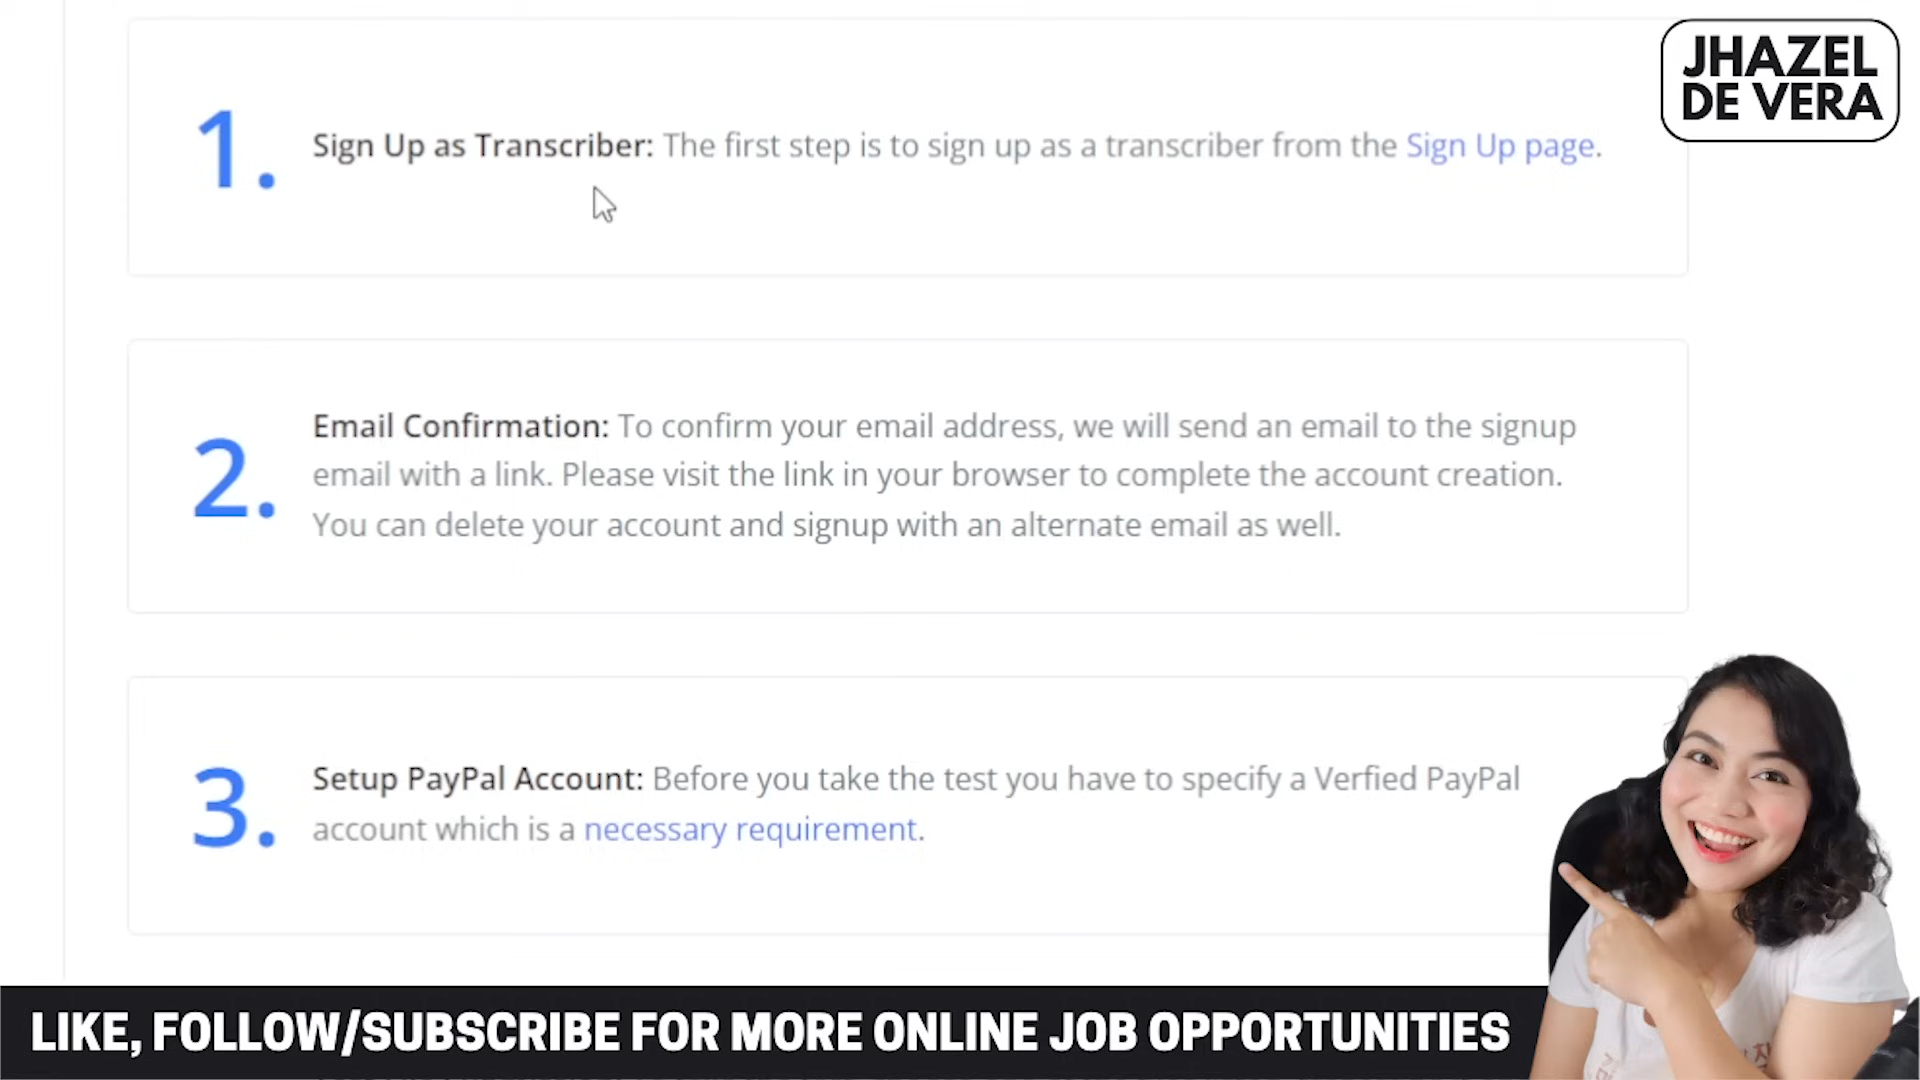 JHAZEL
DE VERA
1. Sign Up as Transcriber: The first step is to sign up as a transcriber from the Sign Up page.
2. Email Confirmation: To confirm your email address, we will send an email to the signup
email with a link. Please visit the link in your browser to complete the account creation.
You can delete your account and signup with an alternate email as well.
3. Setup PayPal Account: Before you take the test you have to specify a Verfied PayPal
account which is a necessary requirement.
LIKE, FOLLOW/SUBSCRIBE FOR MORE ONLINE JOB OPPORTUNITIES